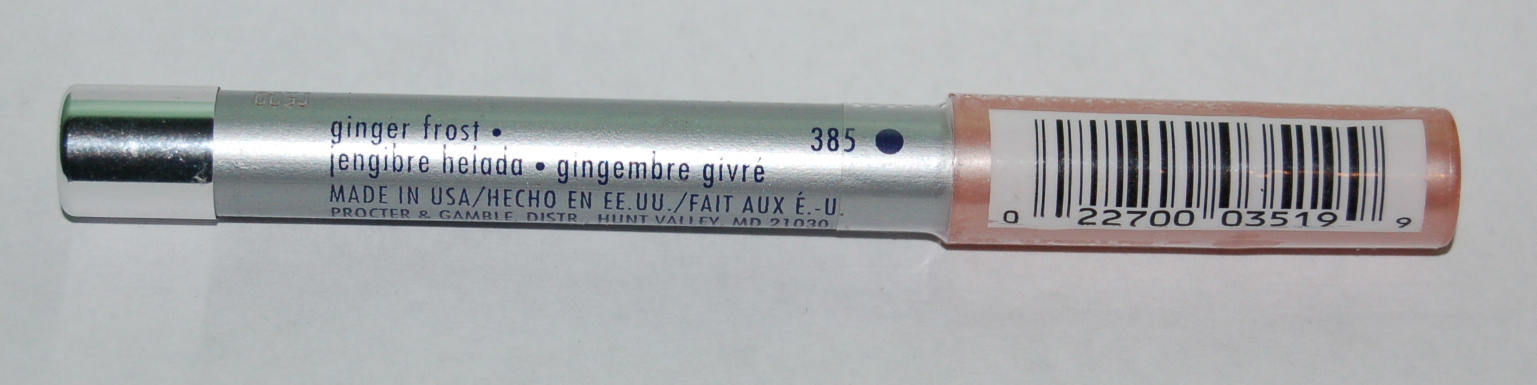 ginger frost •
jengibre helada • gingembre givré
385
MADE IN USA/HECHO EN EE.UU./FAIT AUX É.-U.
PROCTER & GAMBLE, DISTR., HUNT VALLEY, MD 21030
0 22700 03519 9